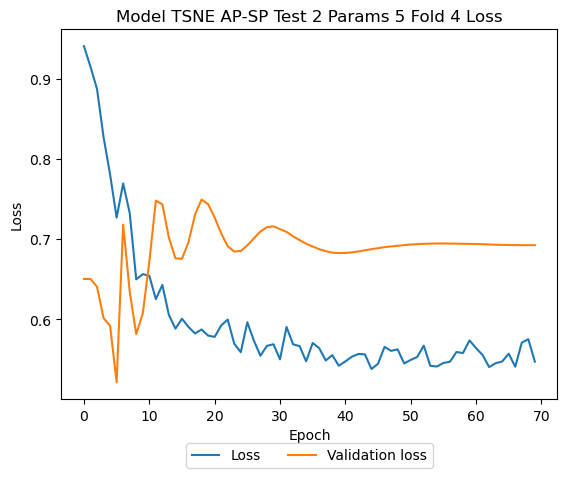 Model TSNE AP-SP Test 2 Params 5 Fold 4 Loss
0.9
0.8
0.7
0.6
Loss
0 10 20 30 40 50 60 70
Epoch
Loss Validation loss